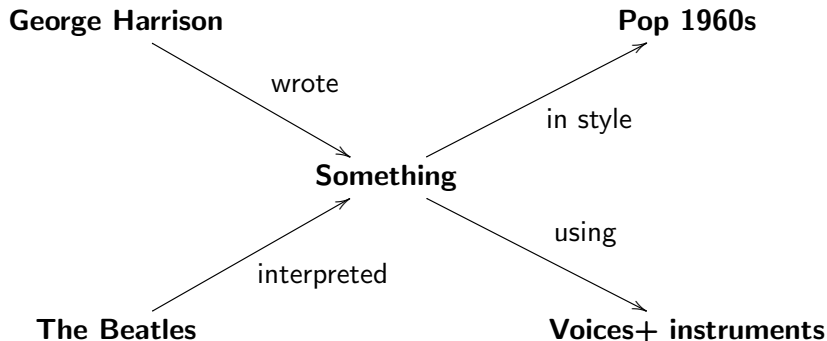 George Harrison
Pop 1960s
wrote
in style
Something
using
interpreted
The Beatles
Voices+ instruments